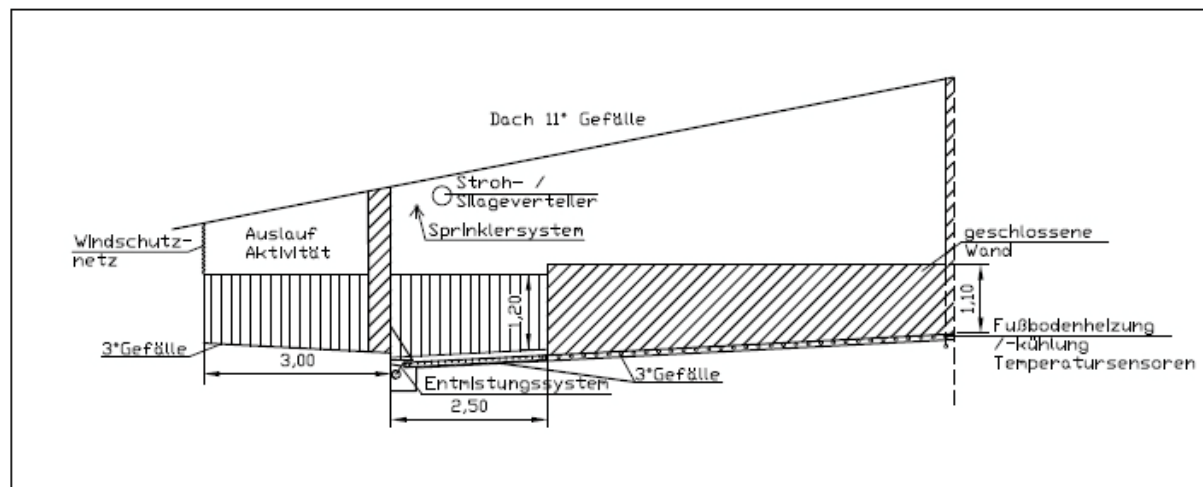 Dach 11° Gefälle
Stroh- /
Silageverteiler
Sprinklersystem
Windschutz-
netz
Auslauf
Aktivität
geschlossene
Wand
1,20
1,10
Fußbodenheizung
/-kühlung
Temperatursensoren
3°Gefälle
3,00
Entmistungssystem
3°Gefälle
2,50